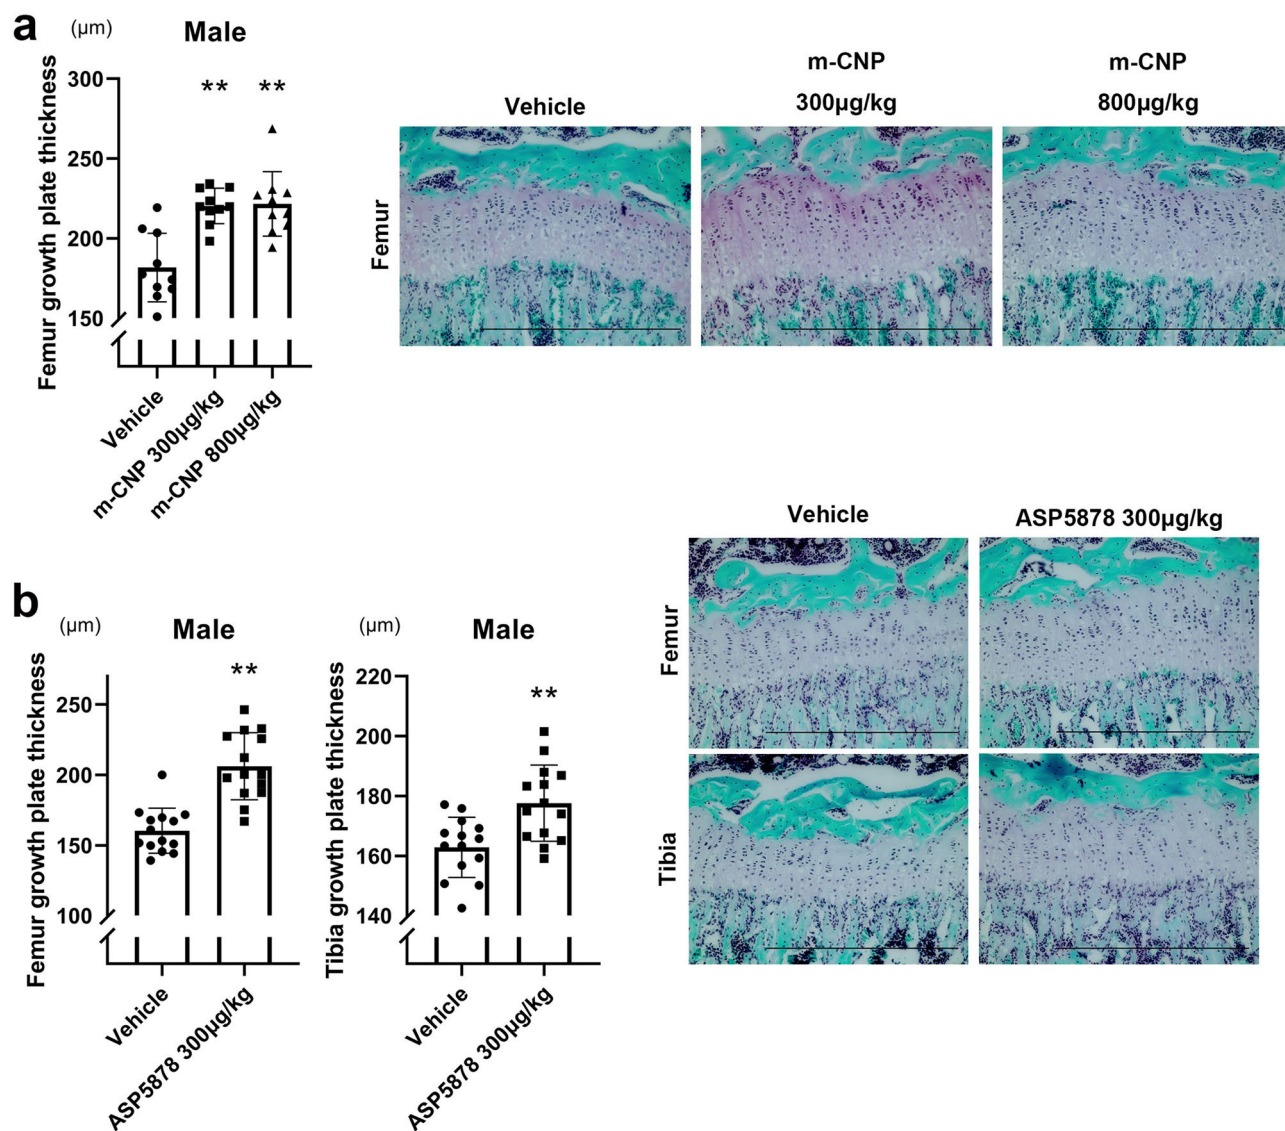 a
(μm)
Male
Femur growth plate thickness
300
250
200
150
** **
Vehicle
m-CNP 300μg/kg
m-CNP 800μg/kg
Vehicle
m-CNP
300μg/kg
m-CNP
800μg/kg
Femur
b
(μm)
Male
Femur growth plate thickness
250
200
150
100
**
Vehicle
ASP5878 300μg/kg
(μm)
Male
Tibia growth plate thickness
220
200
180
160
140
**
Vehicle
ASP5878 300μg/kg
Vehicle
ASP5878 300μg/kg
Femur
Tibia